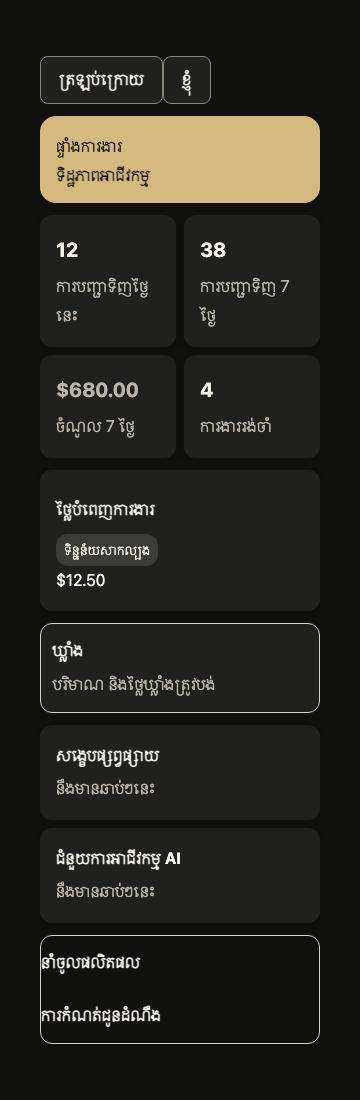 ត្រឡប់ក្រោយ
ខ្ញុំ
ផ្ទាំងការងារ
ទិដ្ឋភាពអាជីវកម្ម
12
38
ការបញ្ជាទិញថ្ងៃ
នេះ
ការបញ្ជាទិញ 7
ថ្ងៃ
$680.00
4
ចំណូល 7 ថ្ងៃ
ការងាររង់ចាំ
ថ្លៃបំពេញការងារ
ទិន្នន័យសាកល្បង
$12.50
ឃ្លាំង
បរិមាណ និងថ្លៃឃ្លាំងត្រូវបង់
សង្ខេបផ្សព្វផ្សាយ
នឹងមានឆាប់ៗនេះ
ជំនួយការអាជីវកម្ម AI
នឹងមានឆាប់ៗនេះ
នាំចូលផលិតផល
ការកំណត់ជូនដំណឹង